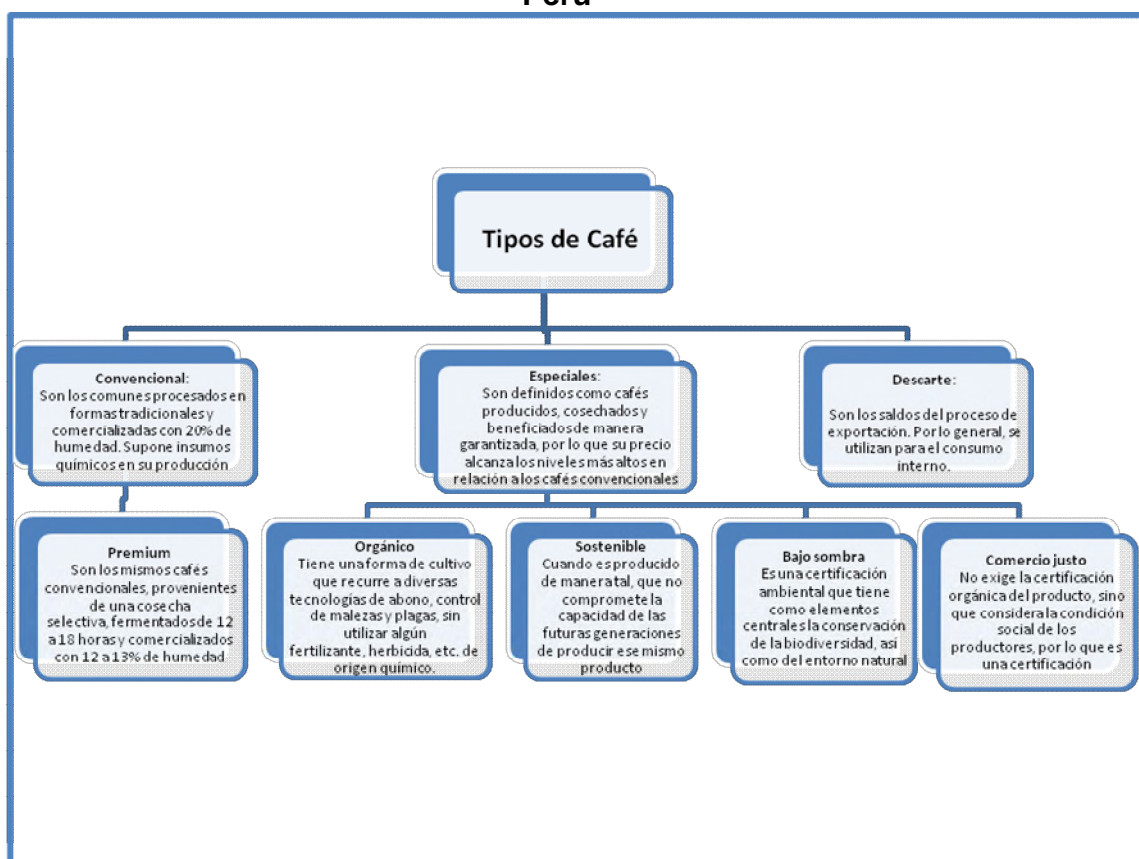 Perú
Tipos de Café
Convencional:
Son los comunes procesados en
formas tradicionales y
comercializadas con 20% de
humedad. Supone insumos
químicos en su producción
Especiales:
Son definidos como cafés
producidos, cosechados y
beneficiados de manera
garantizada, por lo que su precio
alcanza los niveles más altos en
relación a los cafés convencionales
Descarte:
Son los saldos del proceso de
exportación. Por lo general, se
utilizan para el consumo
interno.
Premium
Son los mismos cafés
convencionales, provenientes
de una cosecha
selectiva, fermentados de 12
a 18 horas y comercializados
con 12 a 13% de humedad
Orgánico
Tiene una forma de cultivo
que recurre a diversas
tecnologías de abono, control
de malezas y plagas, sin
utilizar algún
fertilizante, herbicida, etc. de
origen químico.
Sostenible
Cuando es producido
de manera tal, que no
compromete la
capacidad de las
futuras generaciones
de producir ese mismo
producto
Bajo sombra
Es una certificación
ambiental que tiene
como elementos
centrales la conservación
de la biodiversidad, así
como del entorno natural
Comercio justo
No exige la certificación
orgánica del producto, sino
que considera la condición
social de los
productores, por lo que es
una certificación